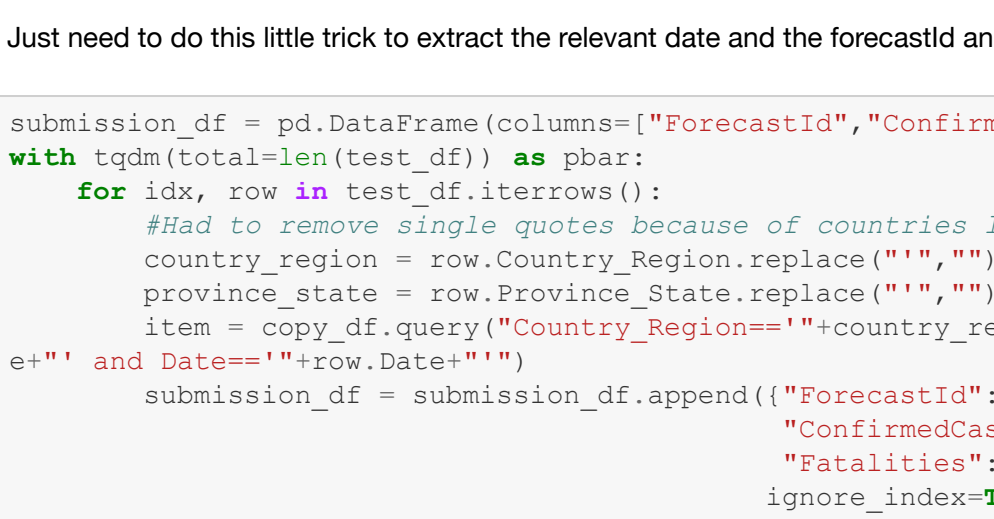 Just need to do this little trick to extract the relevant date and the forecastId an
submission_df = pd.DataFrame(columns=["ForecastId","Confirm
with tqdm(total=len(test_df)) as pbar:
    for idx, row in test_df.iterrows():
        #Had to remove single quotes because of countries l
        country_region = row.Country_Region.replace("'","")
        province_state = row.Province_State.replace("'","")
        item = copy_df.query("Country_Region=='"+country_re
e+"' and Date=='"+row.Date+"'")
        submission_df = submission_df.append({"ForecastId":
                                              "ConfirmedCas
                                              "Fatalities":
                                             ignore_index=T